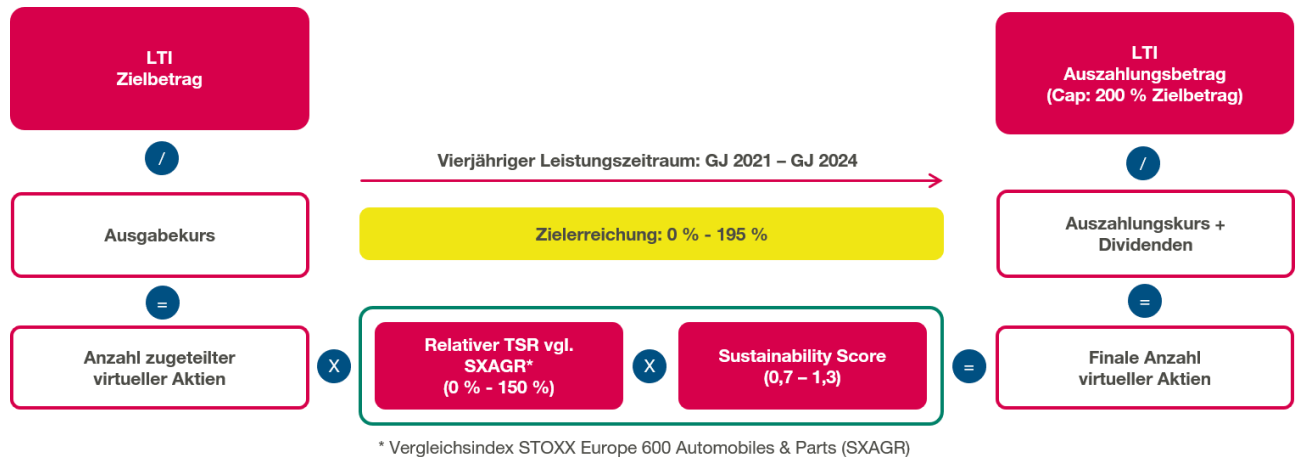 LTI
Zielbetrag
/
Ausgabekurs
=
Anzahl zugeteilter
virtueller Aktien
X
Vierjähriger Leistungszeitraum: GJ 2021 – GJ 2024
Zielerreichung: 0 % - 195 %
Relativer TSR vgl.
SXAGR*
(0 % - 150 %)
X
Sustainability Score
(0,7 – 1,3)
=
LTI
Auszahlungsbetrag
(Cap: 200 % Zielbetrag)
/
Auszahlungskurs +
Dividenden
=
Finale Anzahl
virtueller Aktien
* Vergleichsindex STOXX Europe 600 Automobiles & Parts (SXAGR)